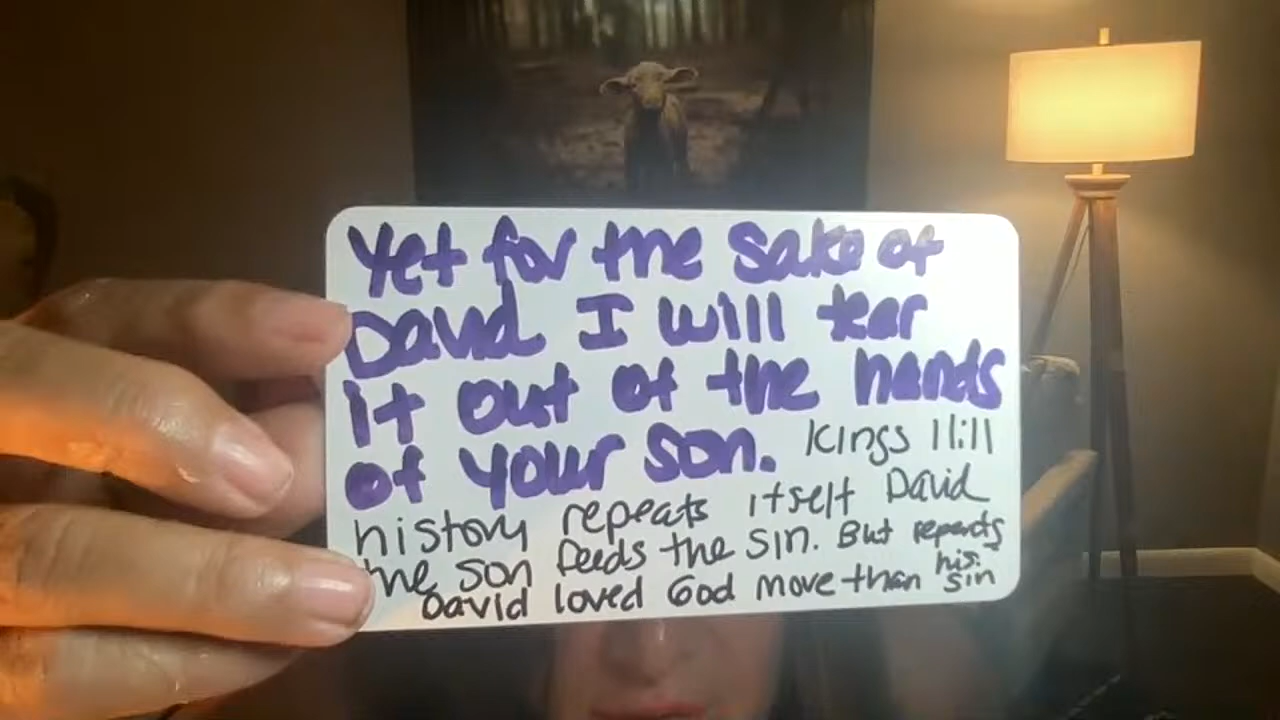 Yet for the sake of
David I will tear
it out of the hands
of your son. Kings 11:11
history repeats itself David
the son feeds the sin. But repents
his sin
David loved God more than